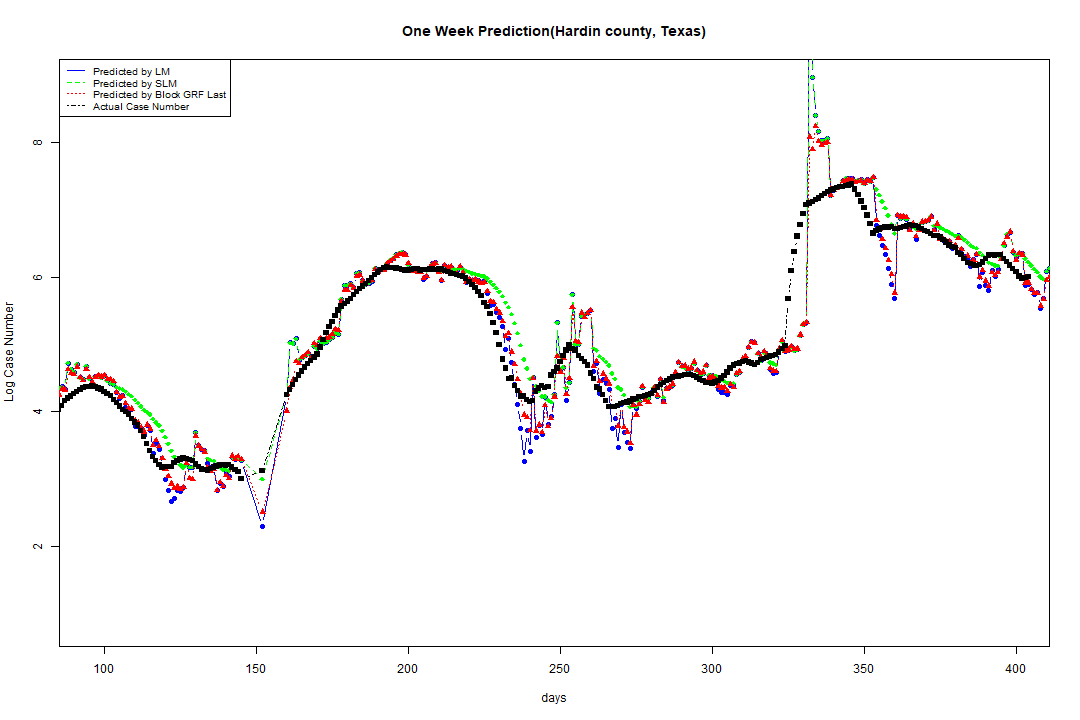 One Week Prediction(Hardin county, Texas)
Predicted by LM
Predicted by SLM
Predicted by Block GRF Last
Actual Case Number
8
6
4
2
Log Case Number
100 150 200 250 300 350 400
days